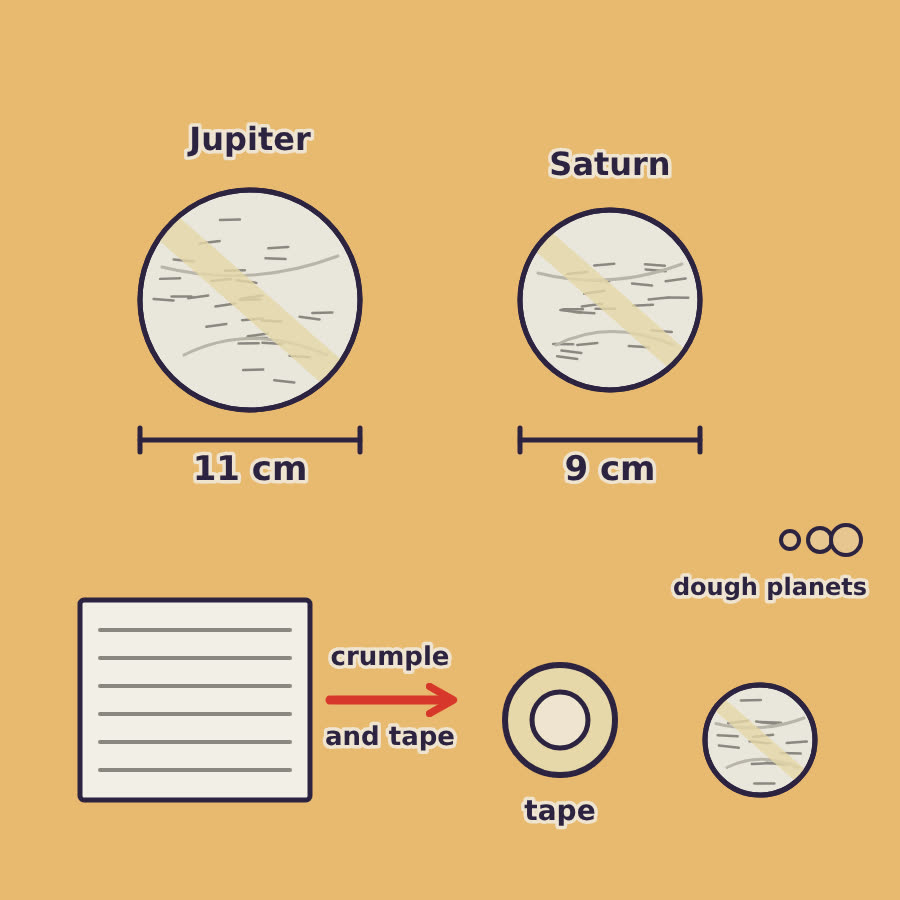 Jupiter
Saturn
11 cm
9 cm
dough planets
crumple
and tape
tape